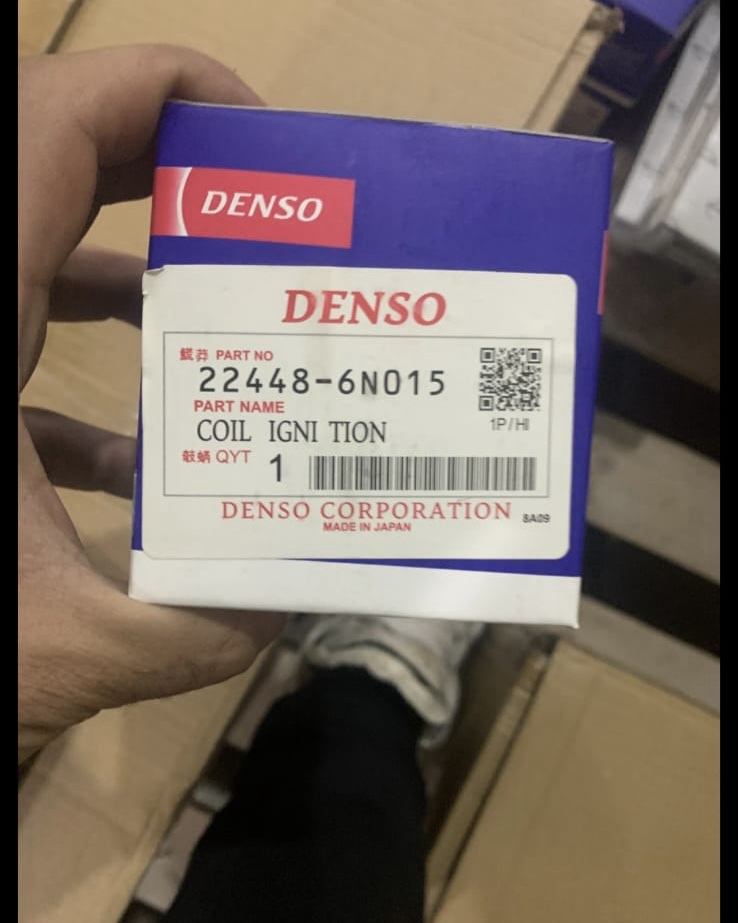 DENSO
DENSO
PART NO
22448-6N015
PART NAME
COIL IGNI TION
1P/HI
QYT 1
DENSO CORPORATION
MADE IN JAPAN
8A09